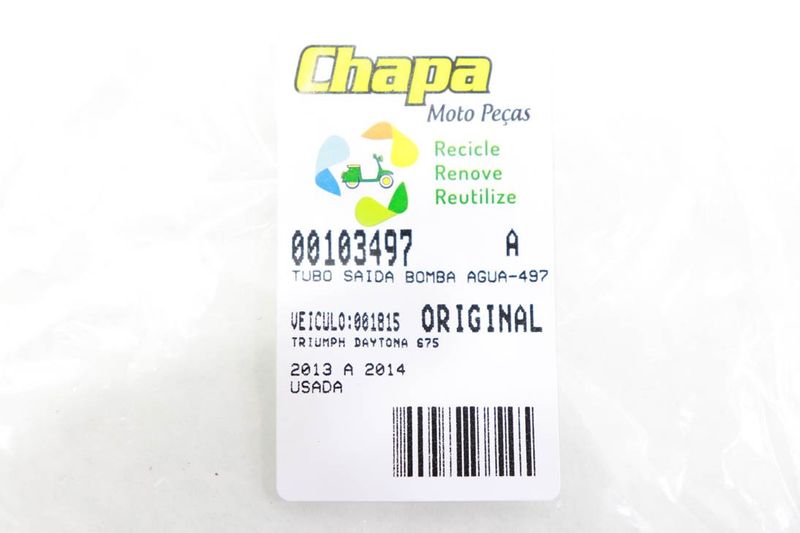 Chapa
Moto Peças
Recicle
Renove
Reutilize
00103497 A
TUBO SAIDA BOMBA AGUA-497
VEICULO:001815 ORIGINAL
TRIUMPH DAYTONA 675
2013 A 2014
USADA